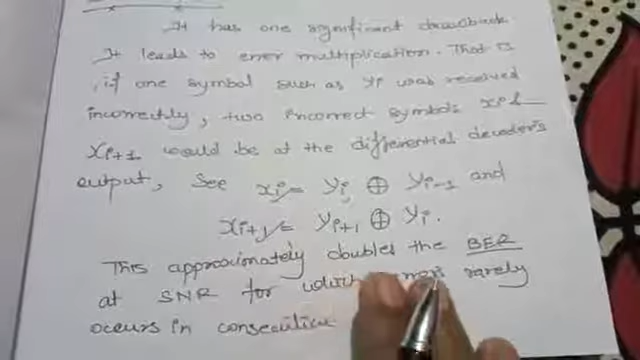 It has one significant drawback
It leads to error multiplication. That is
, if one symbol such as yi was received
incorrectly, two incorrect symbols xi &
xi+1 would be at the differential decoder's
output, See xi = yi ⊕ yi-1 and
xi+1 = yi+1 ⊕ yi.
This approximately doubles the BER
at SNR for which rarely
occurs in consecutive